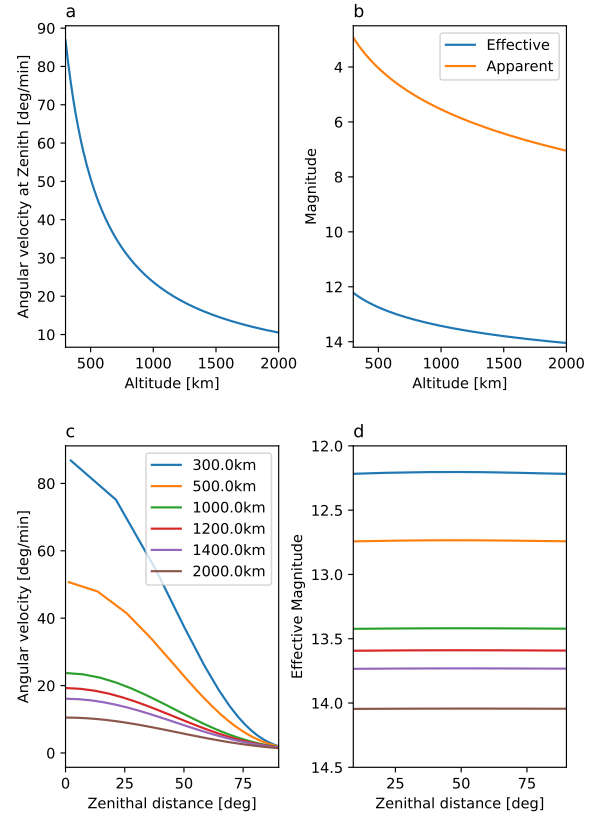 a
Angular velocity at Zenith [deg/min]
90
80
70
60
50
40
30
20
10
500 1000 1500 2000
Altitude [km]
b
Magnitude
4
6
8
10
12
14
Effective
Apparent
500 1000 1500 2000
Altitude [km]
c
Angular velocity [deg/min]
80
60
40
20
0
300.0km
500.0km
1000.0km
1200.0km
1400.0km
2000.0km
0 25 50 75
Zenithal distance [deg]
d
Effective Magnitude
12.0
12.5
13.0
13.5
14.0
14.5
25 50 75
Zenithal distance [deg]